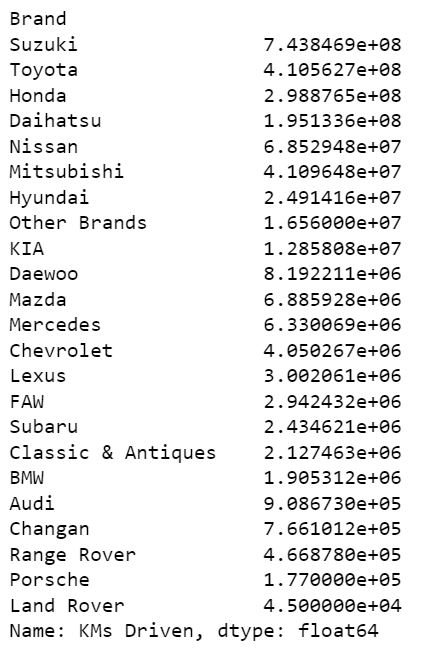 Brand
Suzuki 7.438469e+08
Toyota 4.105627e+08
Honda 2.988765e+08
Daihatsu 1.951336e+08
Nissan 6.852948e+07
Mitsubishi 4.109648e+07
Hyundai 2.491416e+07
Other Brands 1.656000e+07
KIA 1.285808e+07
Daewoo 8.192211e+06
Mazda 6.885928e+06
Mercedes 6.330069e+06
Chevrolet 4.050267e+06
Lexus 3.002061e+06
FAW 2.942432e+06
Subaru 2.434621e+06
Classic & Antiques 2.127463e+06
BMW 1.905312e+06
Audi 9.086730e+05
Changan 7.661012e+05
Range Rover 4.668780e+05
Porsche 1.770000e+05
Land Rover 4.500000e+04
Name: KMs Driven, dtype: float64